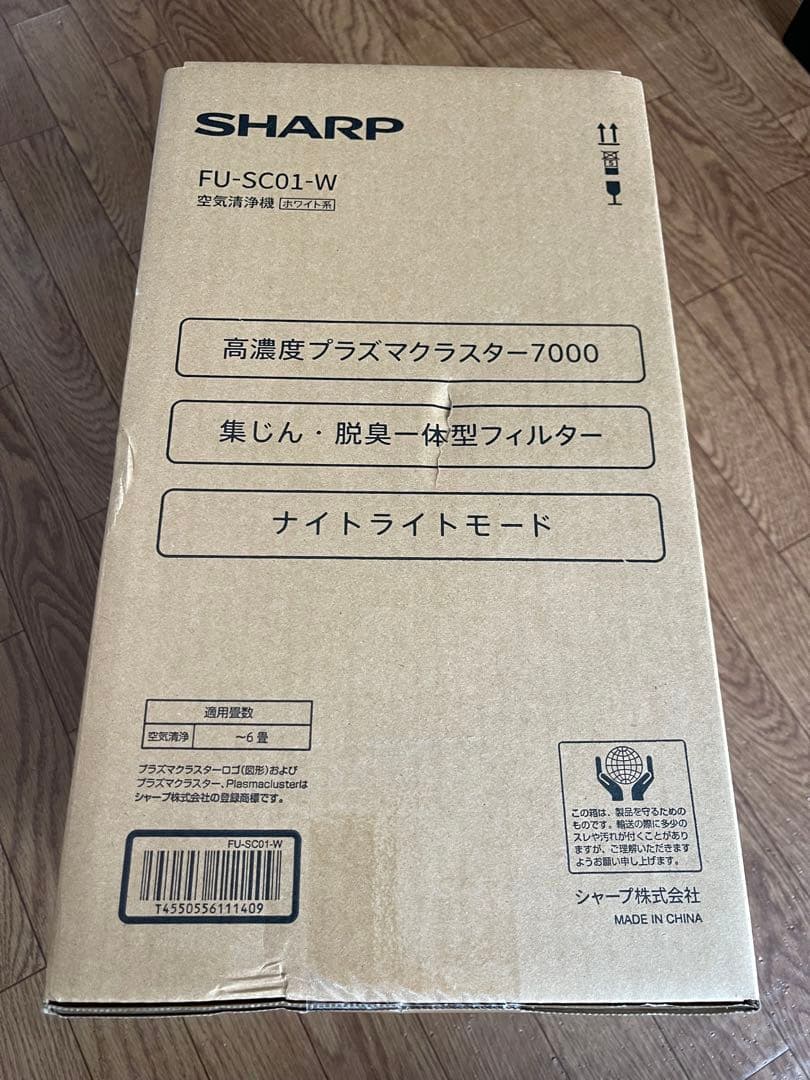 SHARP
FU-SC01-W
空気清浄機 ホワイト系
高濃度プラズマクラスター7000
集じん・脱臭一体型フィルター
ナイトライトモード
適用畳数
空気清浄 ～6畳
プラズマクラスターロゴ(図形)および
プラズマクラスター、Plasmaclusterは
シャープ株式会社の登録商標です。
FU-SC01-W
T4550556111409
この箱は、製品を守るための
ものです。輸送の際に多少の
スレや汚れが付くことがあり
ますが、ご理解いただきます
ようお願い申し上げます。
シャープ株式会社
MADE IN CHINA